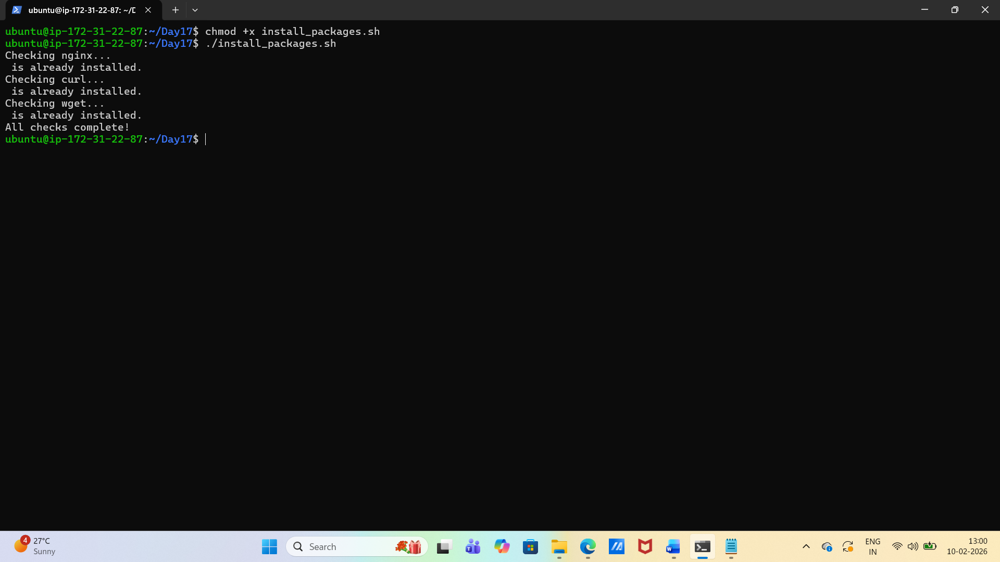 ubuntu@ip-172-31-22-87: ~/D
ubuntu@ip-172-31-22-87:~/Day17$ chmod +x install_packages.sh
ubuntu@ip-172-31-22-87:~/Day17$ ./install_packages.sh
Checking nginx...
 is already installed.
Checking curl...
 is already installed.
Checking wget...
 is already installed.
All checks complete!
ubuntu@ip-172-31-22-87:~/Day17$
4
27°C
Sunny
Search
T
W
ENG
IN
13:00
10-02-2026